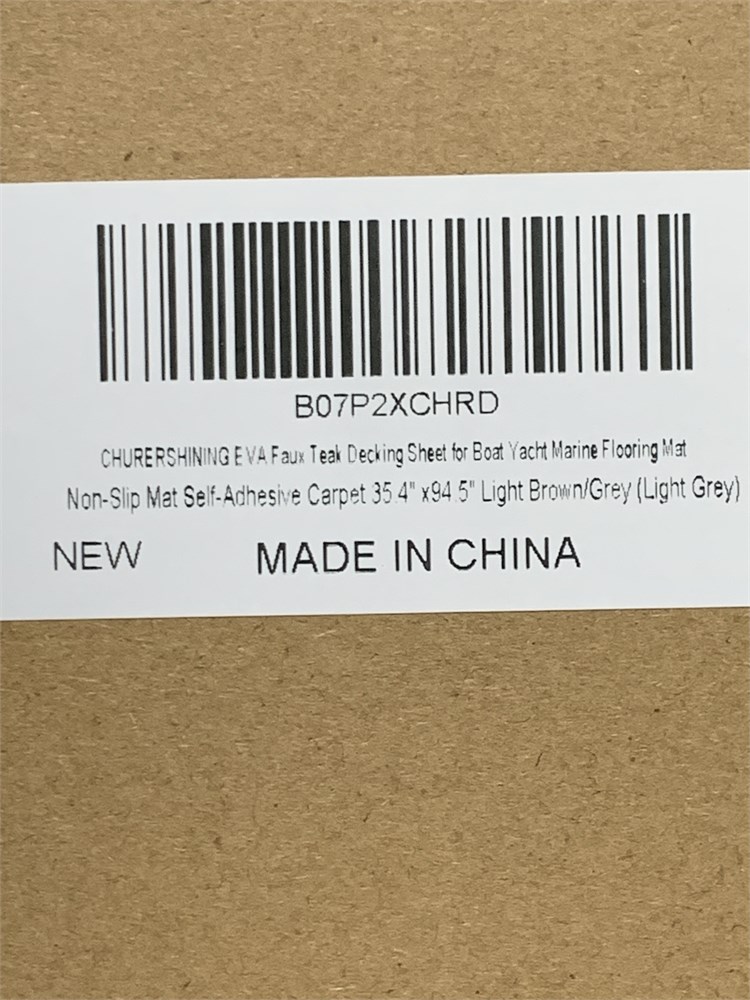 B07P2XCHRD
CHURERSHINING EVA Faux Teak Decking Sheet for Boat Yacht Marine Flooring Mat
Non-Slip Mat Self-Adhesive Carpet 35.4" x94.5" Light Brown/Grey (Light Grey)
NEW MADE IN CHINA